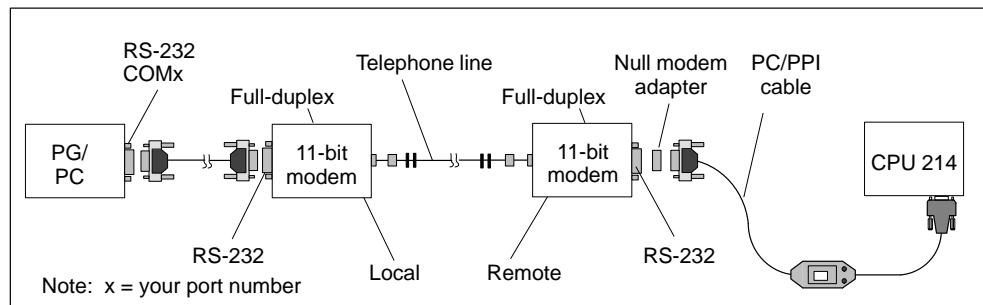 RS-232
COMx
Full-duplex
Telephone line
Full-duplex
Null modem
adapter
PC/PPI
cable
PG/
PC
11-bit
modem
11-bit
modem
CPU 214
RS-232
Local
Remote
RS-232
Note: x = your port number